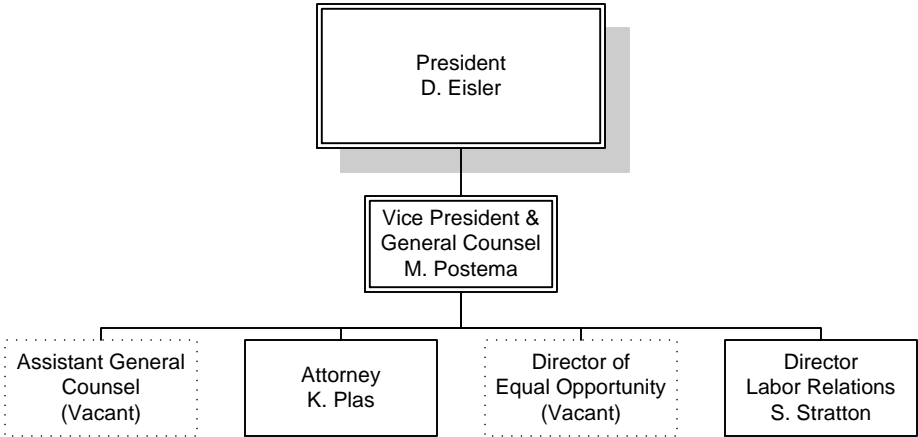 President
D. Eisler
Vice President &
General Counsel
M. Postema
Assistant General
Counsel
(Vacant)
Attorney
K. Plas
Director of
Equal Opportunity
(Vacant)
Director
Labor Relations
S. Stratton